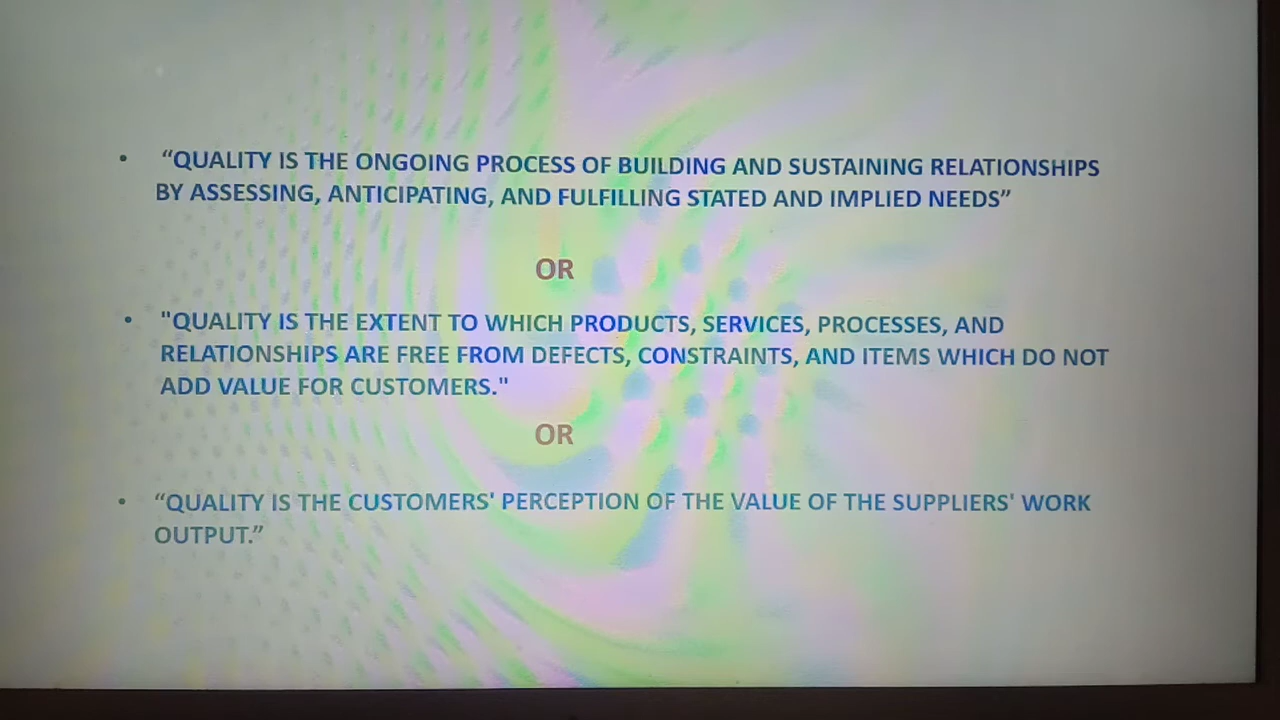 • “QUALITY IS THE ONGOING PROCESS OF BUILDING AND SUSTAINING RELATIONSHIPS
BY ASSESSING, ANTICIPATING, AND FULFILLING STATED AND IMPLIED NEEDS”
OR
• "QUALITY IS THE EXTENT TO WHICH PRODUCTS, SERVICES, PROCESSES, AND
RELATIONSHIPS ARE FREE FROM DEFECTS, CONSTRAINTS, AND ITEMS WHICH DO NOT
ADD VALUE FOR CUSTOMERS."
OR
• “QUALITY IS THE CUSTOMERS' PERCEPTION OF THE VALUE OF THE SUPPLIERS' WORK
OUTPUT.”